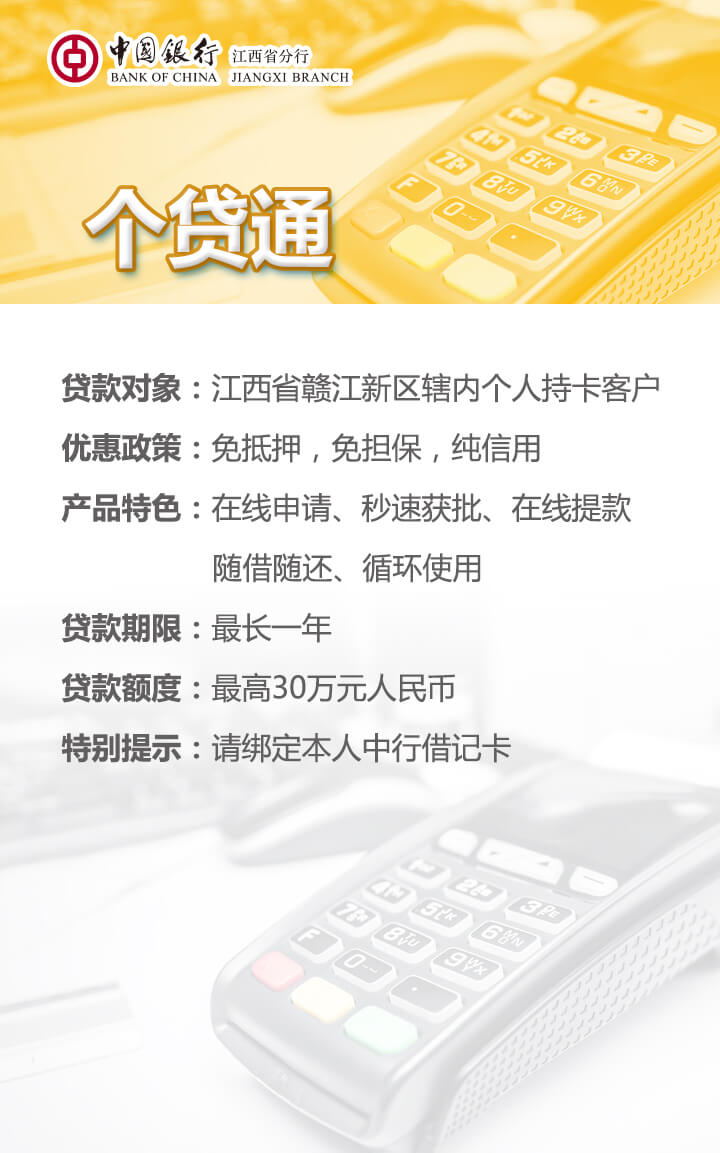 中国银行 江西省分行
BANK OF CHINA JIANGXI BRANCH
个贷通
贷款对象：江西省赣江新区辖内个人持卡客户
优惠政策：免抵押，免担保，纯信用
产品特色：在线申请、秒速获批、在线提款
随借随还、循环使用
贷款期限：最长一年
贷款额度：最高30万元人民币
特别提示：请绑定本人中行借记卡